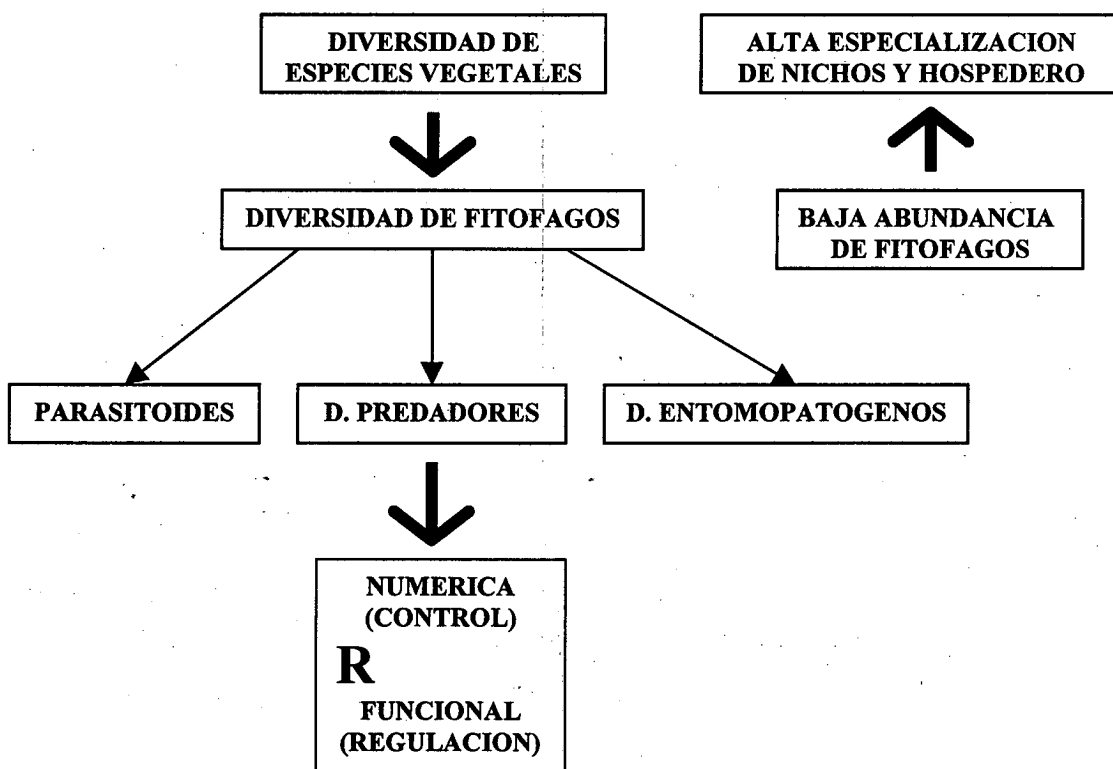 DIVERSIDAD DE
ESPECIES VEGETALES
ALTA ESPECIALIZACION
DE NICHOS Y HOSPEDERO
DIVERSIDAD DE FITOFAGOS
BAJA ABUNDANCIA
DE FITOFAGOS
PARASITOIDES
D. PREDADORES
D. ENTOMOPATOGENOS
NUMERICA
(CONTROL)
R
FUNCIONAL
(REGULACION)